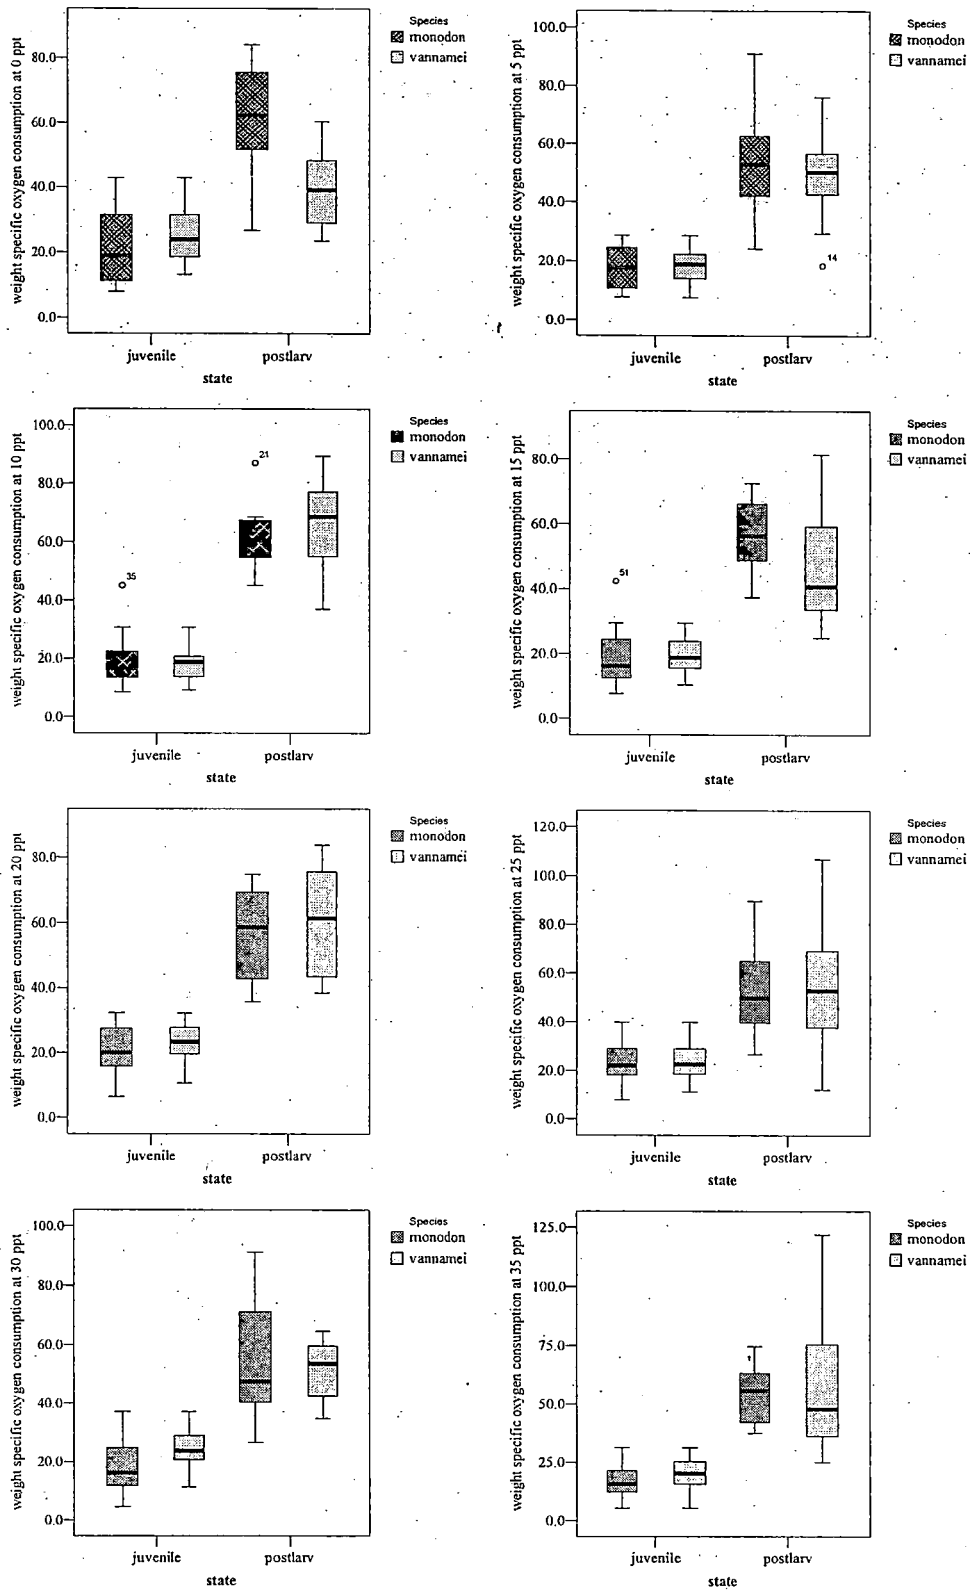 weight specific oxygen consumption at 0 ppt
80.0
60.0
40.0
20.0
0.0
juvenile postlarv
state
Species
monodon
vannamei
weight specific oxygen consumption at 5 ppt
100.0
80.0
60.0
40.0
20.0
0.0
14
juvenile postlarv
state
Species
monodon
vannamei
weight specific oxygen consumption at 10 ppt
100.0
80.0
60.0
40.0
20.0
0.0
35
21
juvenile postlarv
state
Species
monodon
vannamei
weight specific oxygen consumption at 15 ppt
80.0
60.0
40.0
20.0
0.0
51
juvenile postlarv
state
Species
monodon
vannamei
weight specific oxygen consumption at 20 ppt
80.0
60.0
40.0
20.0
0.0
juvenile postlarv
state
Species
monodon
vannamei
weight specific oxygen consumption at 25 ppt
120.0
100.0
80.0
60.0
40.0
20.0
0.0
juvenile postlarv
state
Species
monodon
vannamei
weight specific oxygen consumption at 30 ppt
100.0
80.0
60.0
40.0
20.0
0.0
juvenile postlarv
state
Species
monodon
vannamei
weight specific oxygen consumption at 35 ppt
125.0
100.0
75.0
50.0
25.0
0.0
juvenile postlarv
state
Species
monodon
vannamei